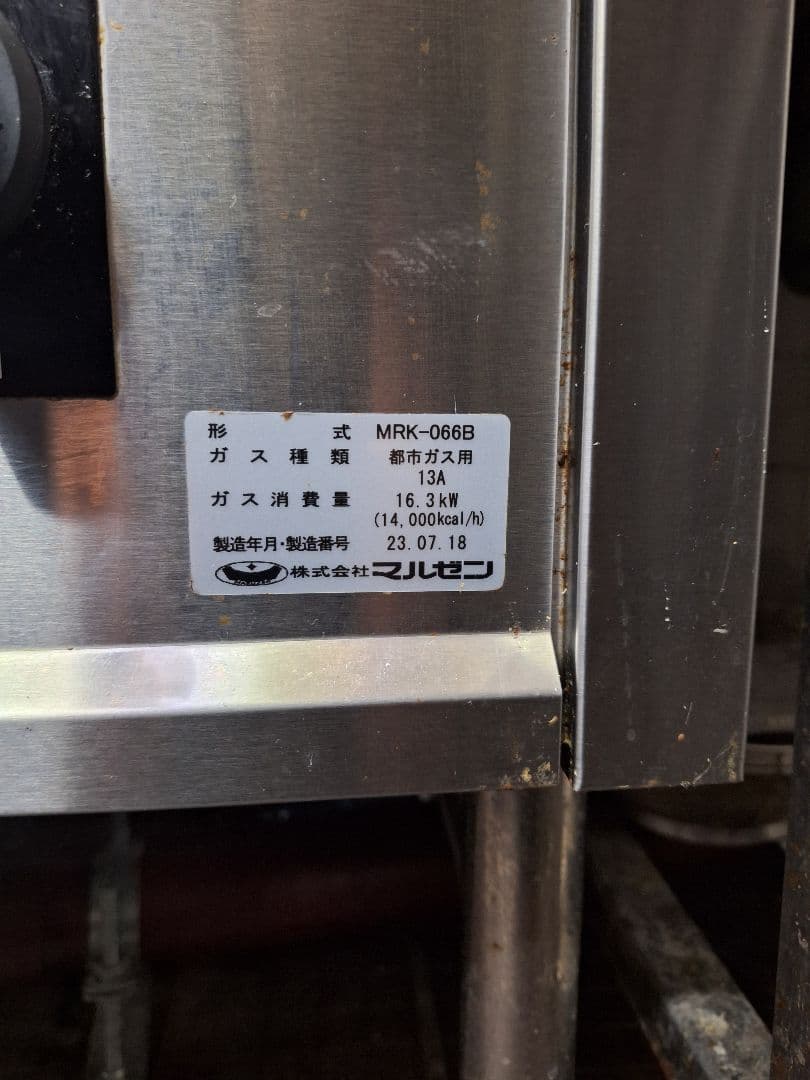 形式 MRK-066B
ガス種類 都市ガス用
13A
ガス消費量 16.3kW
(14,000kcal/h)
製造年月・製造番号 23.07.18
株式会社マルゼン